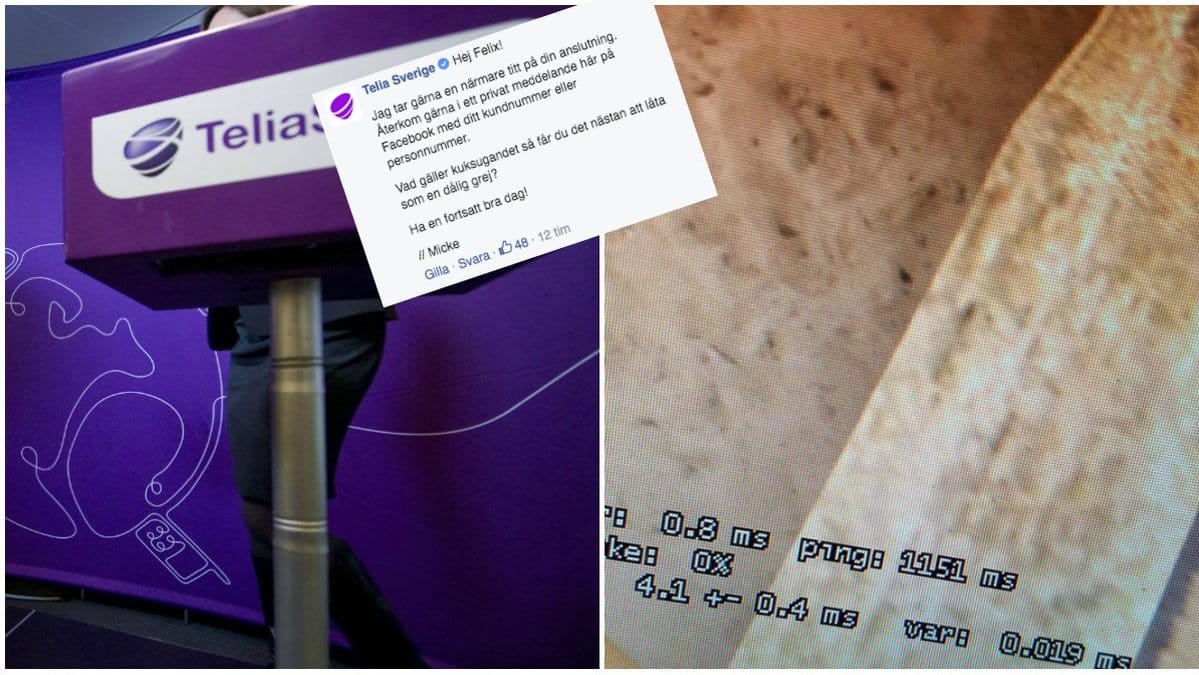 TeliaS
Telia Sverige Hej Felix!
Jag tar gärna en närmare titt på din anslutning.
Återkom gärna i ett privat meddelande här på
Facebook med ditt kundnummer eller
personnummer.
Vad gäller kuksugandet så får du det nästan att låta
som en dålig grej?
Ha en fortsatt bra dag!
// Micke
Gilla · Svara · 48 · 12 tim
r: 0.8 ms ping: 1151 ms
ke: 0%
4.1 +- 0.4 ms var: 0.019 ms